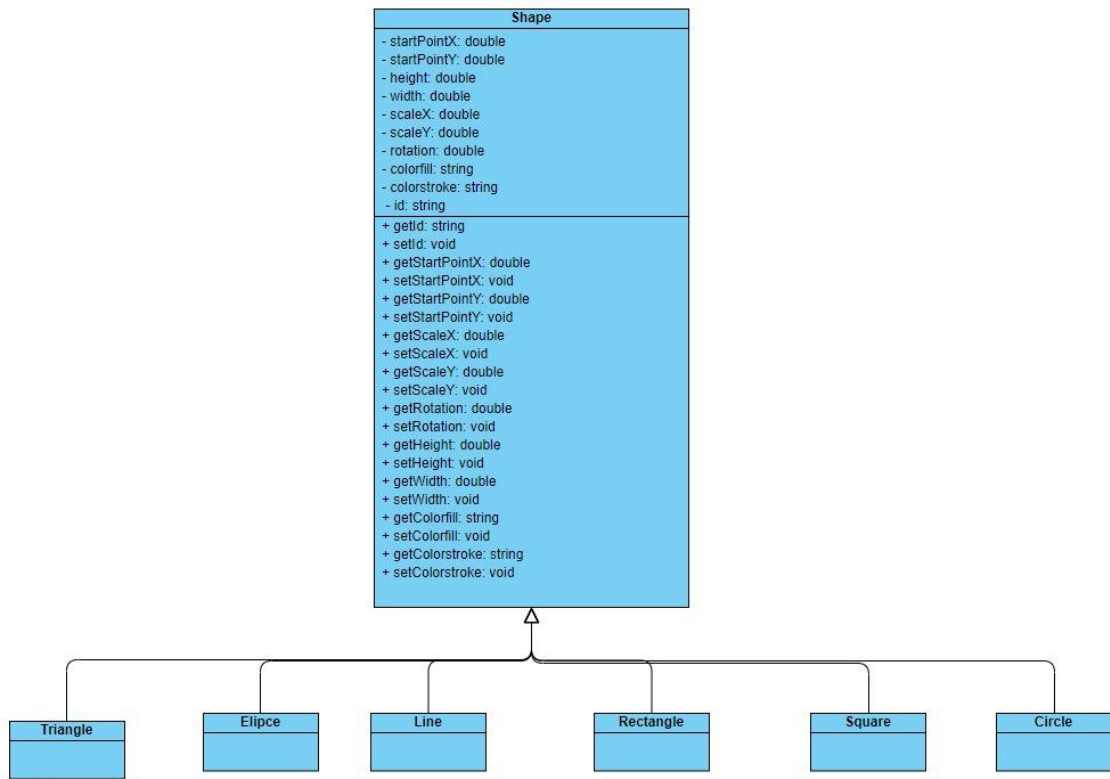 Shape
- startPointX: double
- startPointY: double
- height: double
- width: double
- scaleX: double
- scaleY: double
- rotation: double
- colorfill: string
- colorstroke: string
- id: string
+ getId: string
+ setId: void
+ getStartPointX: double
+ setStartPointX: void
+ getStartPointY: double
+ setStartPointY: void
+ getScaleX: double
+ setScaleX: void
+ getScaleY: double
+ setScaleY: void
+ getRotation: double
+ setRotation: void
+ getHeight: double
+ setHeight: void
+ getWidth: double
+ setWidth: void
+ getColorfill: string
+ setColorfill: void
+ getColorstroke: string
+ setColorstroke: void
Triangle
Elipce
Line
Rectangle
Square
Circle